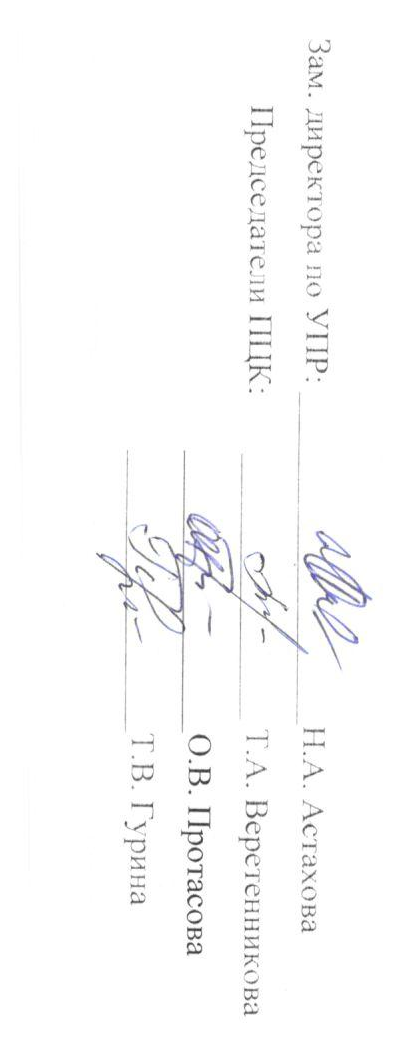 Зам. директора по УПР: Н.А. Астахова
Председатели ПЦК: Т.А. Веретенникова
О.В. Протасова
Т.В. Гурина